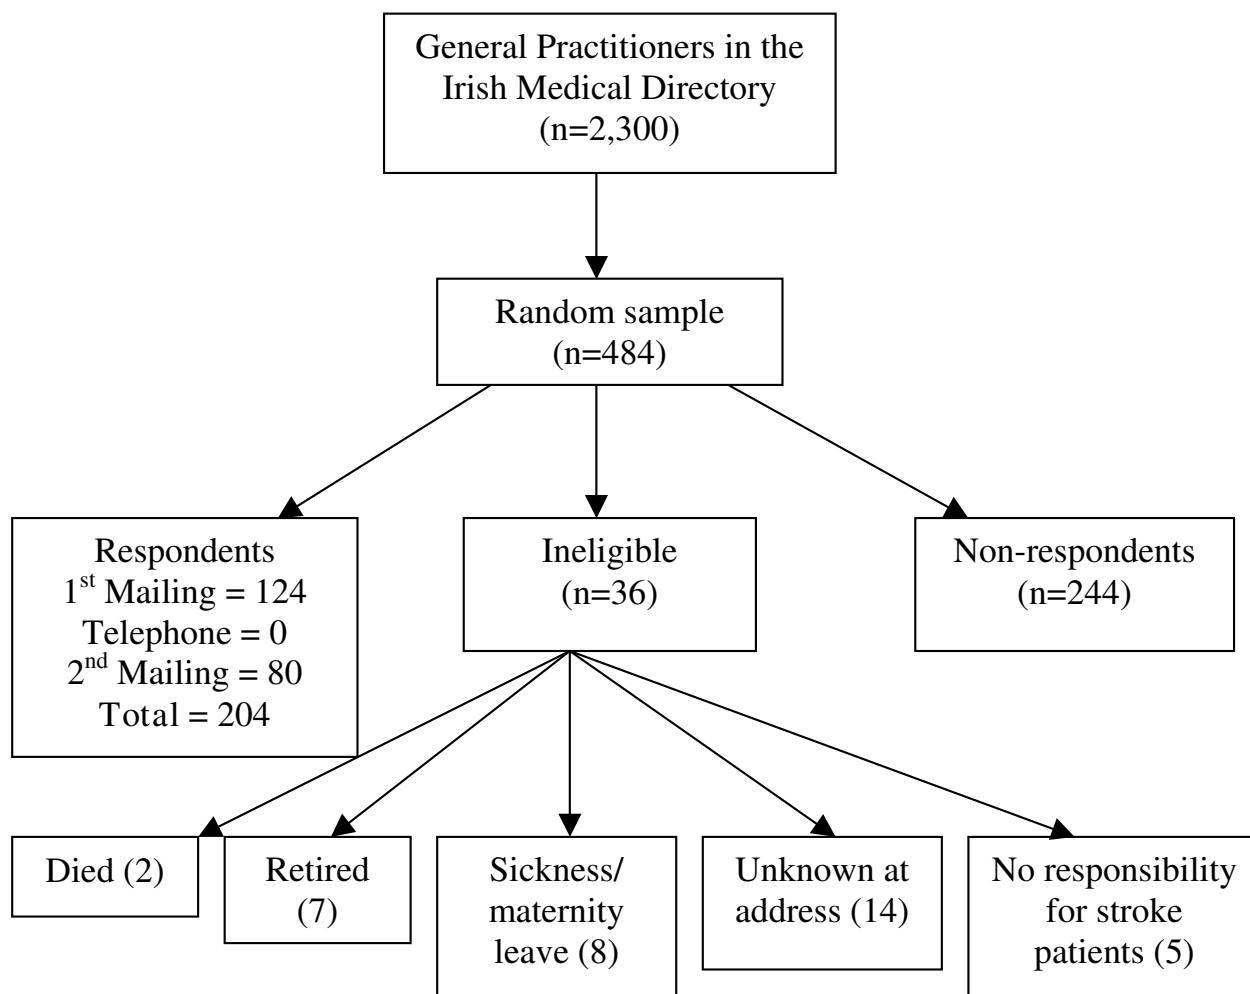 General Practitioners in the
Irish Medical Directory
(n=2,300)
Random sample
(n=484)
Respondents
1st Mailing = 124
Telephone = 0
2nd Mailing = 80
Total = 204
Ineligible
(n=36)
Non-respondents
(n=244)
Died (2)
Retired
(7)
Sickness/
maternity
leave (8)
Unknown at
address (14)
No responsibility
for stroke
patients (5)